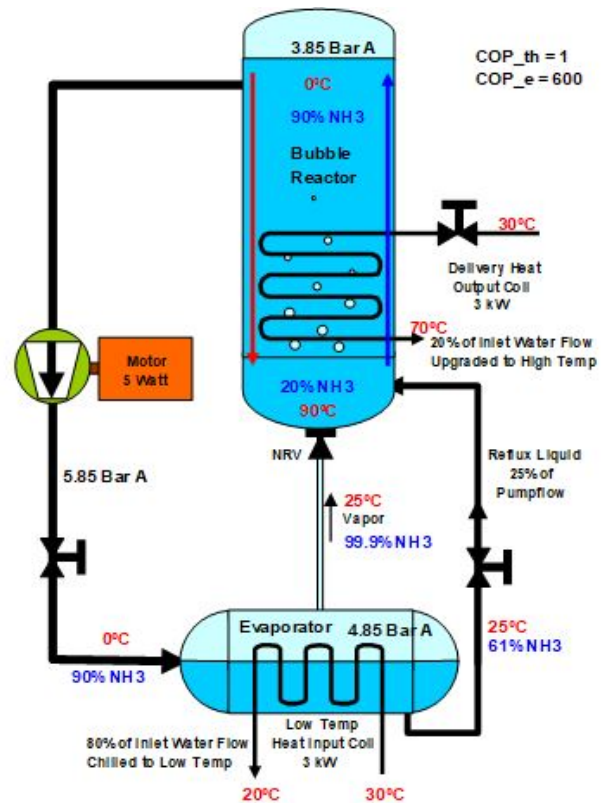 3.85 Bar A
COP_th = 1
COP_e = 600
0ºC
90% NH3
Bubble
Reactor
30ºC
Delivery Heat
Output Coil
3 kW
70ºC
20% of Inlet Water Flow
Upgraded to High Temp
Motor
5 Watt
20% NH3
90ºC
NRV
Reflux Liquid
25% of
Pumpflow
5.85 Bar A
25ºC
Vapor
99.9% NH3
0ºC
90% NH3
Evaporator
4.85 Bar A
25ºC
61% NH3
80% of Inlet Water Flow
Chilled to Low Temp
Low Temp
Heat Input Coil
3 kW
20ºC
30ºC